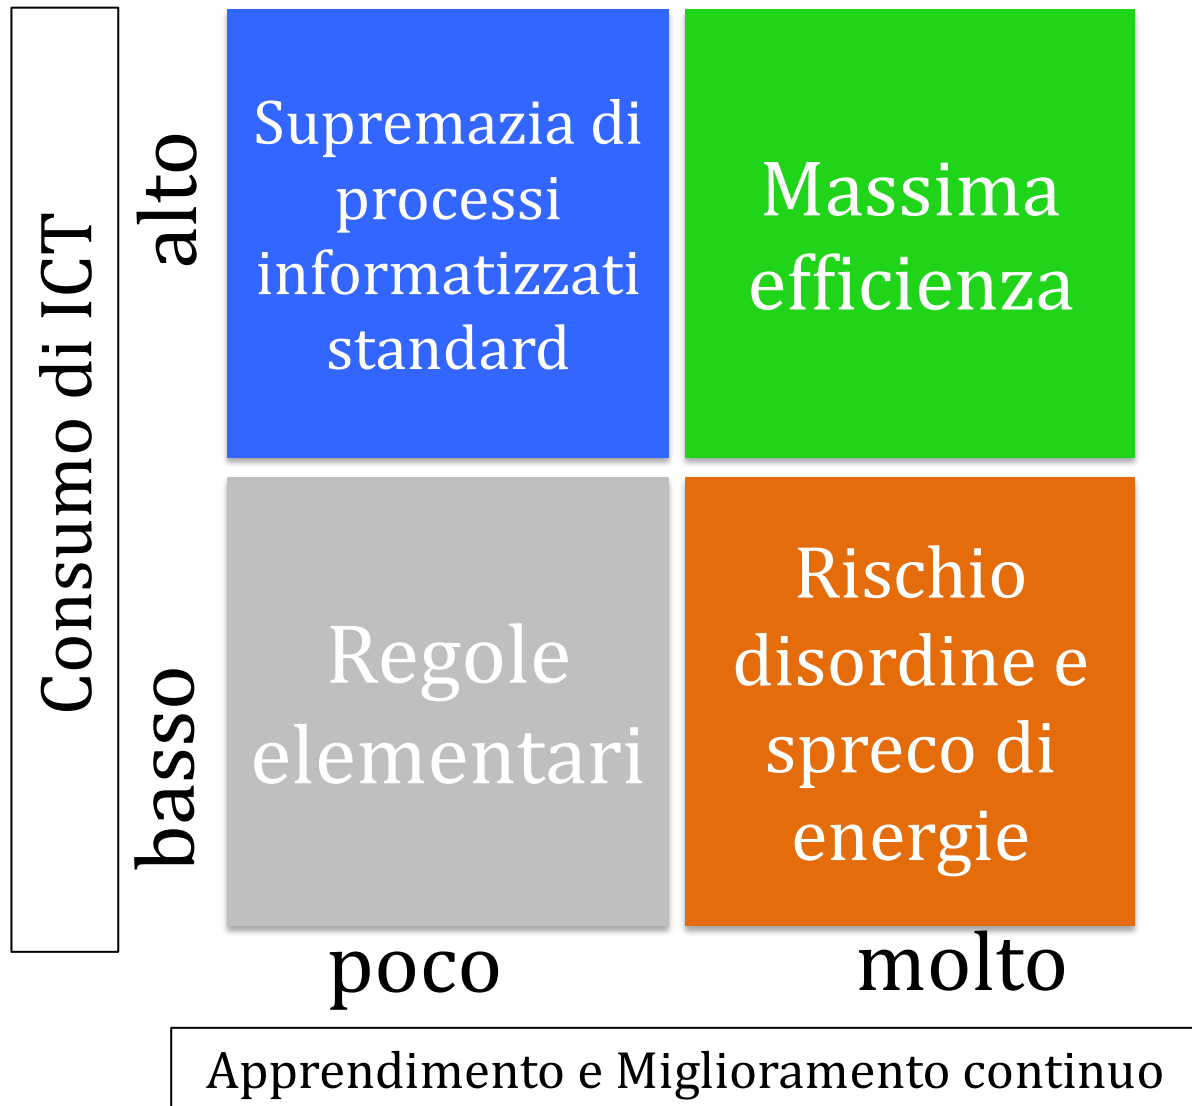 Consumo di ICT
alto
basso
Supremazia di
processi
informatizzati
standard
Massima
efficienza
Regole
elementari
Rischio
disordine e
spreco di
energie
poco
molto
Apprendimento e Miglioramento continuo